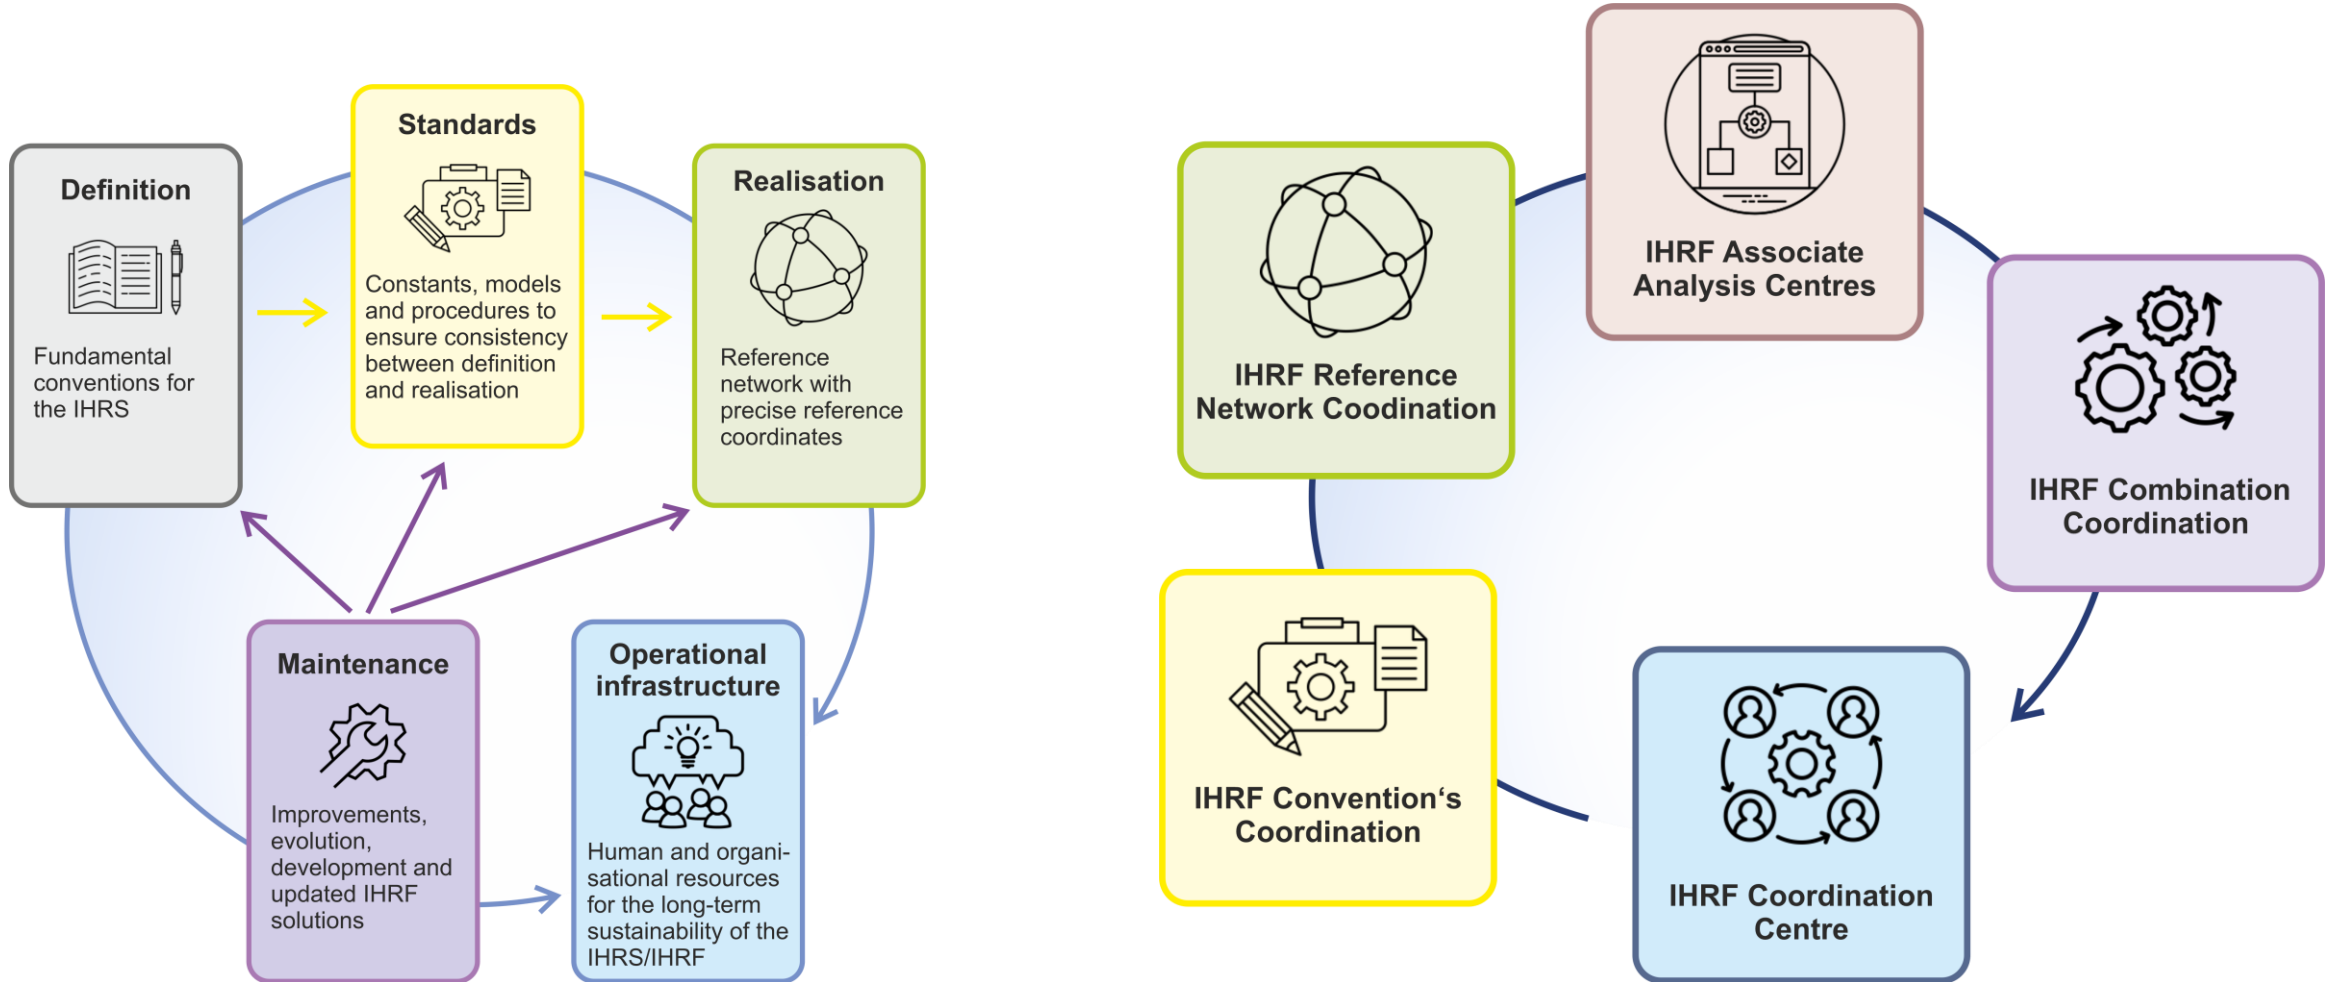 Definition
Fundamental
conventions for
the IHRS
Standards
Constants, models
and procedures to
ensure consistency
between definition
and realisation
Realisation
Reference
network with
precise reference
coordinates
Maintenance
Improvements,
evolution,
development and
updated IHRF
solutions
Operational
infrastructure
Human and organi-
sational resources
for the long-term
sustainability of the
IHRS/IHRF
IHRF Reference
Network Coodination
IHRF Associate
Analysis Centres
IHRF Combination
Coordination
IHRF Convention‘s
Coordination
IHRF Coordination
Centre